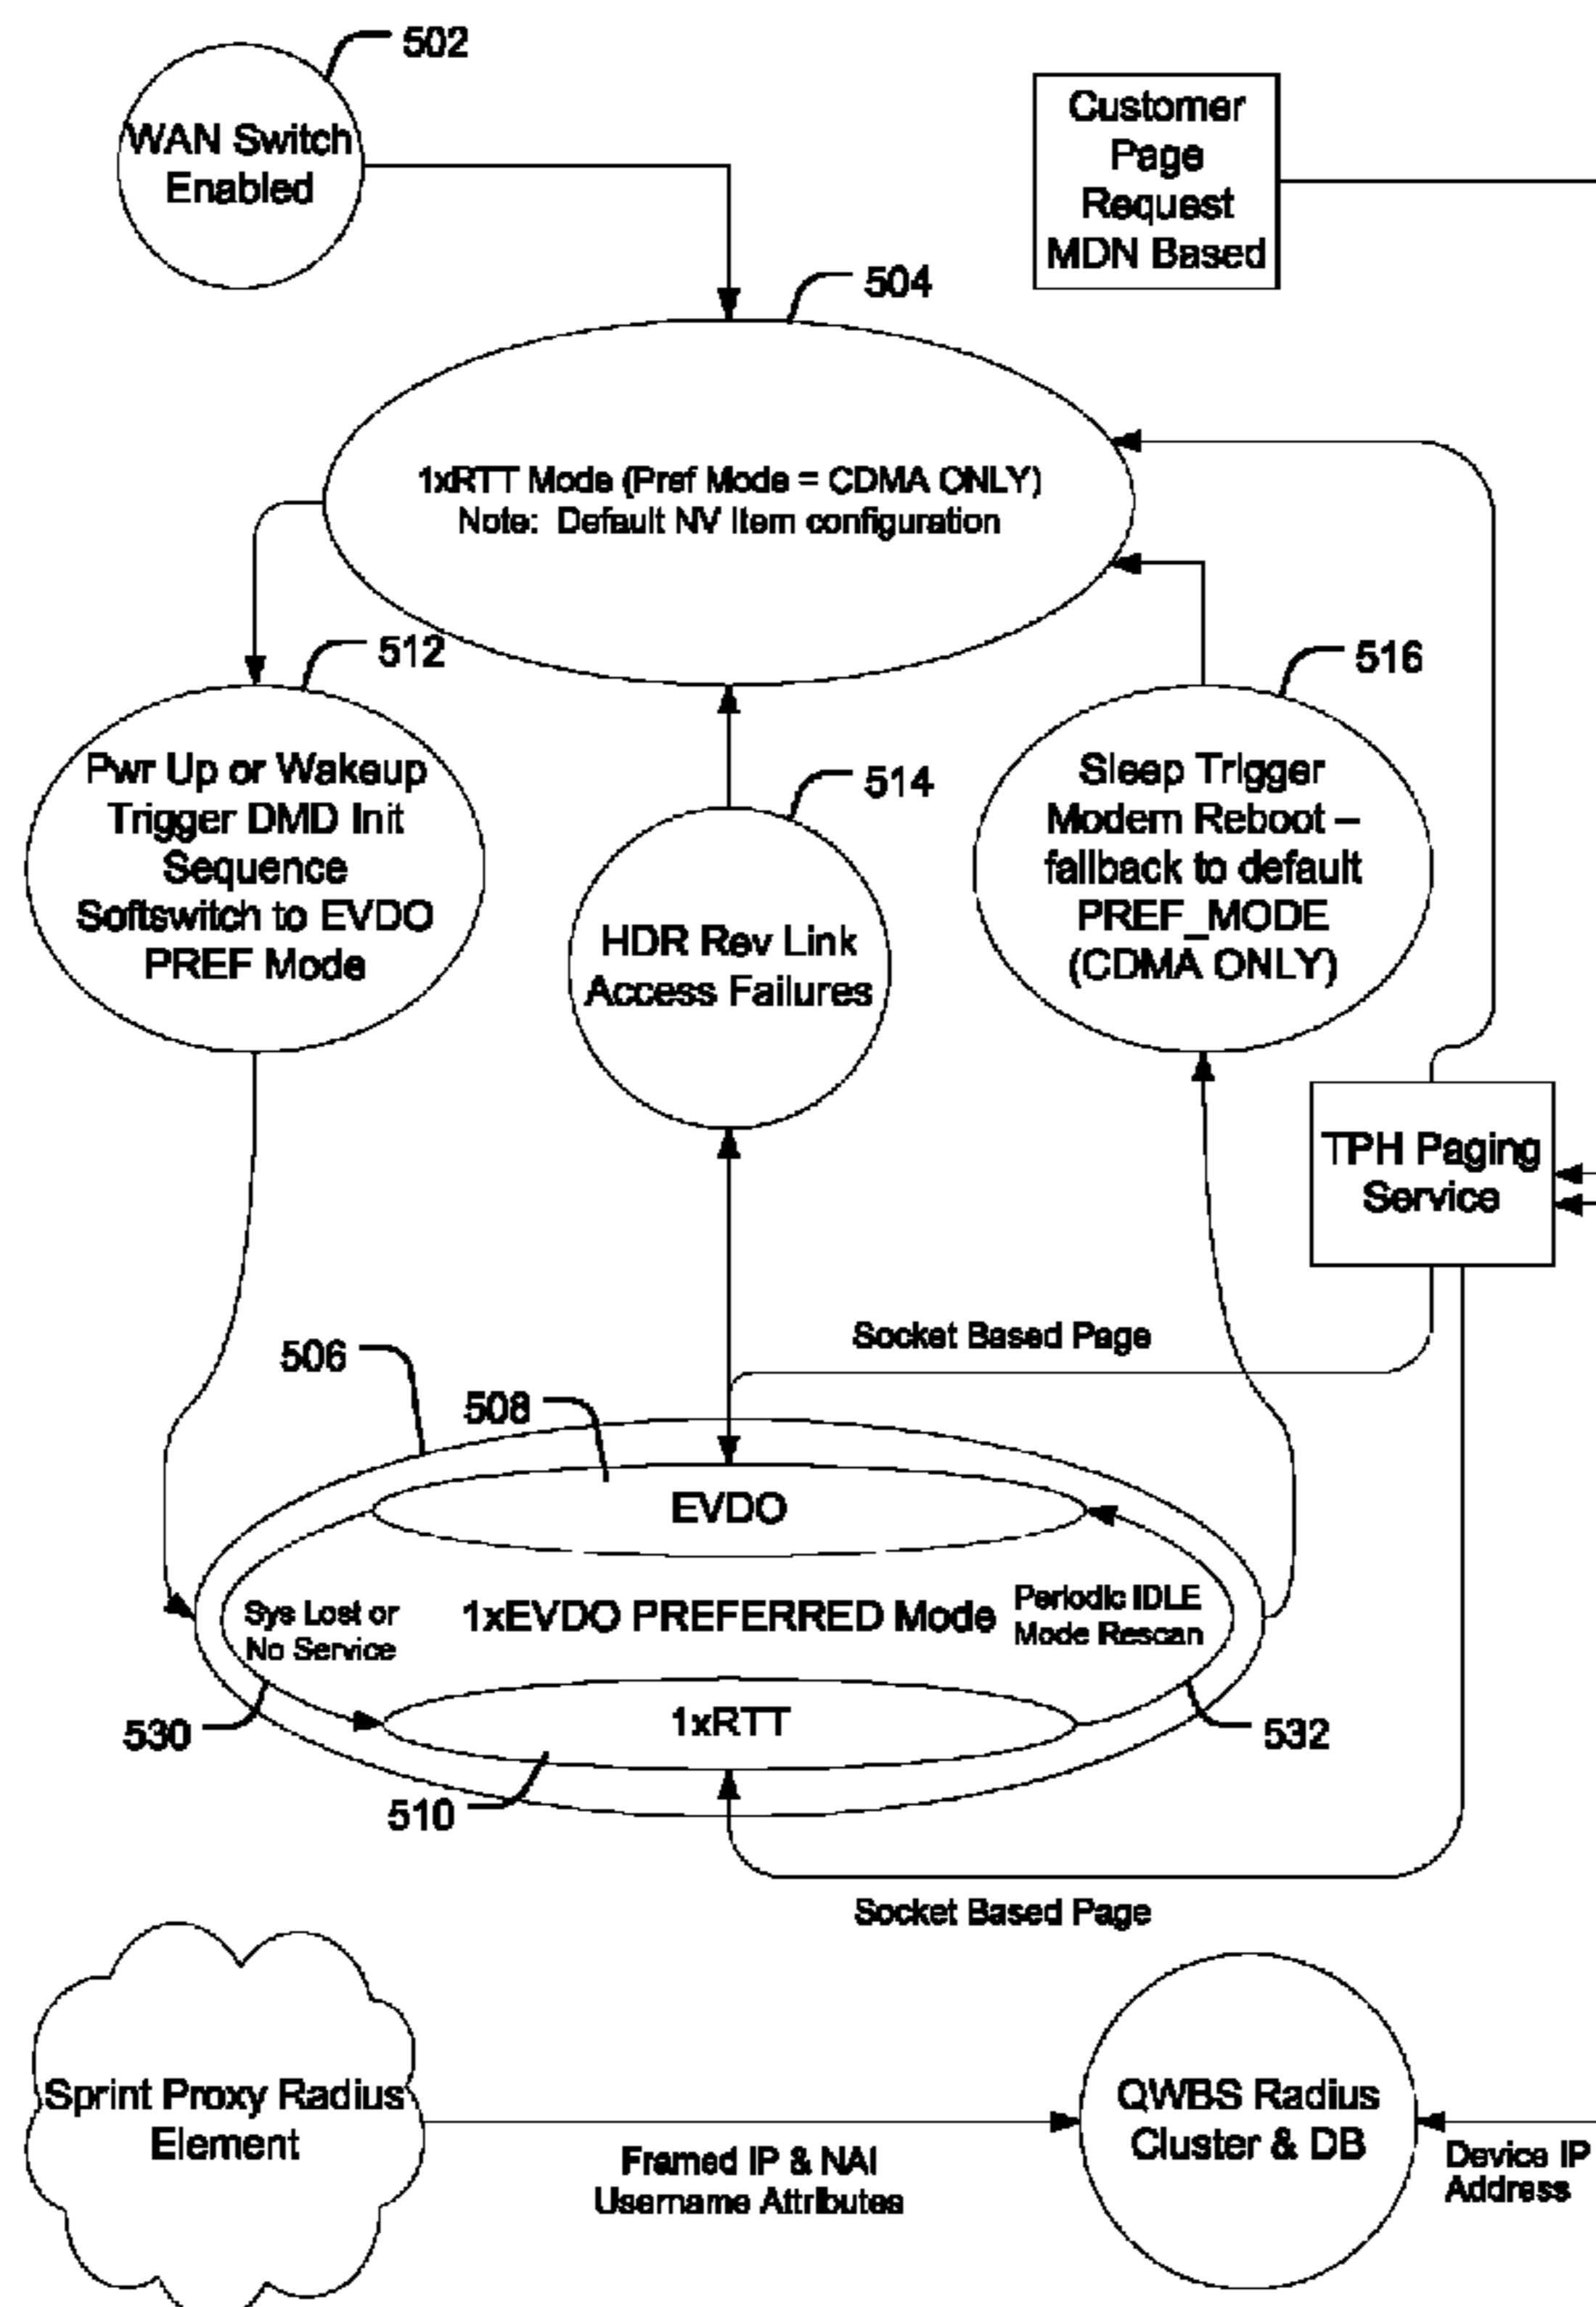 502
WAN Switch
Enabled
Customer
Page
Request
MDN Based
504
1xRTT Mode (Pref Mode = CDMA ONLY)
Note: Default NV Item configuration
512
516
Pwr Up or Wakeup
Trigger DMD Init
Sequence
Softswitch to EVDO
PREF Mode
514
HDR Rev Link
Access Failures
Sleep Trigger
Modem Reboot –
fallback to default
PREF_MODE
(CDMA ONLY)
TPH Paging
Service
Socket Based Page
506
508
EVDO
Sys Lost or
No Service
1xEVDO PREFERRED Mode
Periodic IDLE
Mode Rescan
1xRTT
530
532
510
Socket Based Page
Sprint Proxy Radius
Element
Framed IP & NAI
Username Attributes
QWBS Radius
Cluster & DB
Device IP
Address